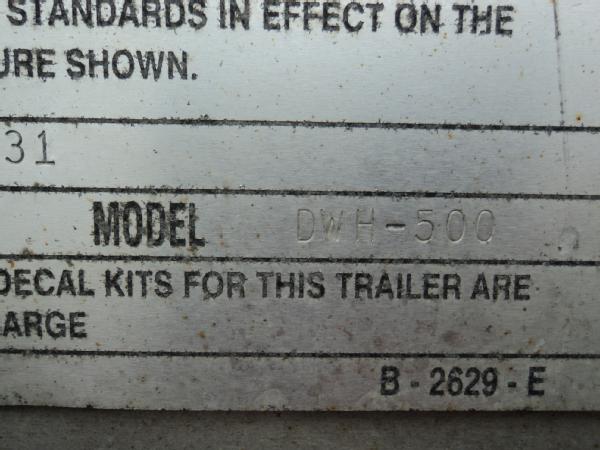 STANDARDS IN EFFECT ON THE
URE SHOWN.
31
MODEL DWH-500
DECAL KITS FOR THIS TRAILER ARE
ARGE
B - 2629 - E